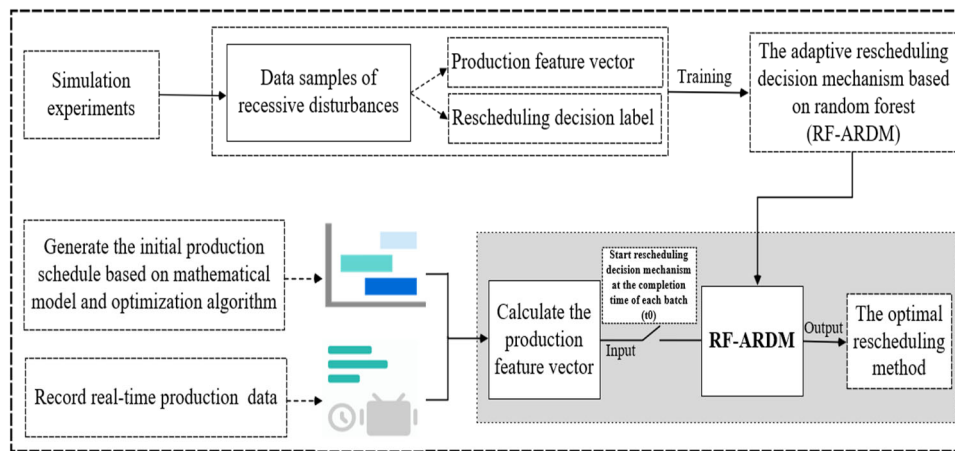 Simulation
experiments
Data samples of
recessive disturbances
Production feature vector
Rescheduling decision label
Training
The adaptive rescheduling
decision mechanism based
on random forest
(RF-ARDM)
Generate the initial production
schedule based on mathematical
model and optimization algorithm
Record real-time production data
Calculate the
production
feature vector
Start rescheduling
decision mechanism
at the completion
time of each batch
(t0)
Input
RF-ARDM
Output
The optimal
rescheduling
method